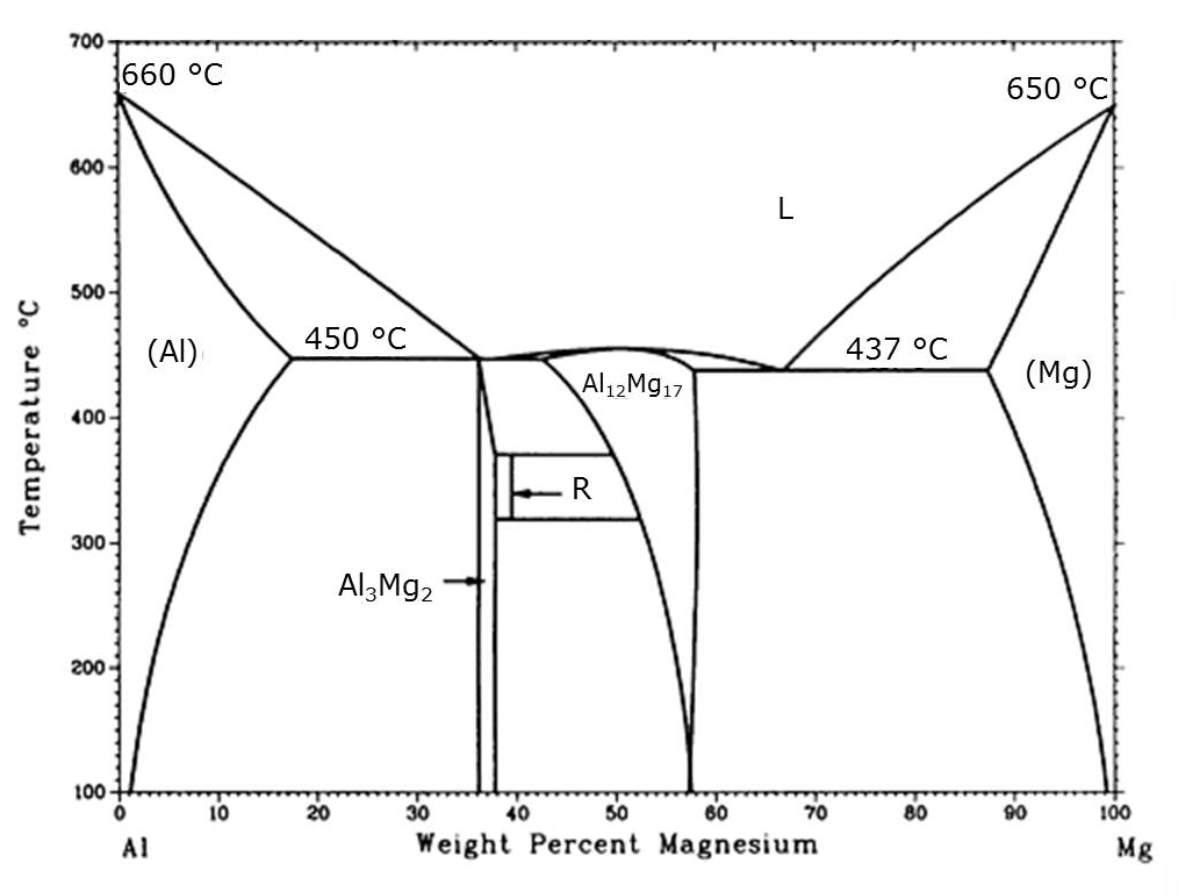 700
660 °C
650 °C
600
L
500
450 °C
437 °C
(Al)
(Mg)
Al₁₂Mg₁₇
400
R
300
Al₃Mg₂
200
100
Temperature °C
0 10 20 30 40 50 60 70 80 90 100
Al Weight Percent Magnesium Mg